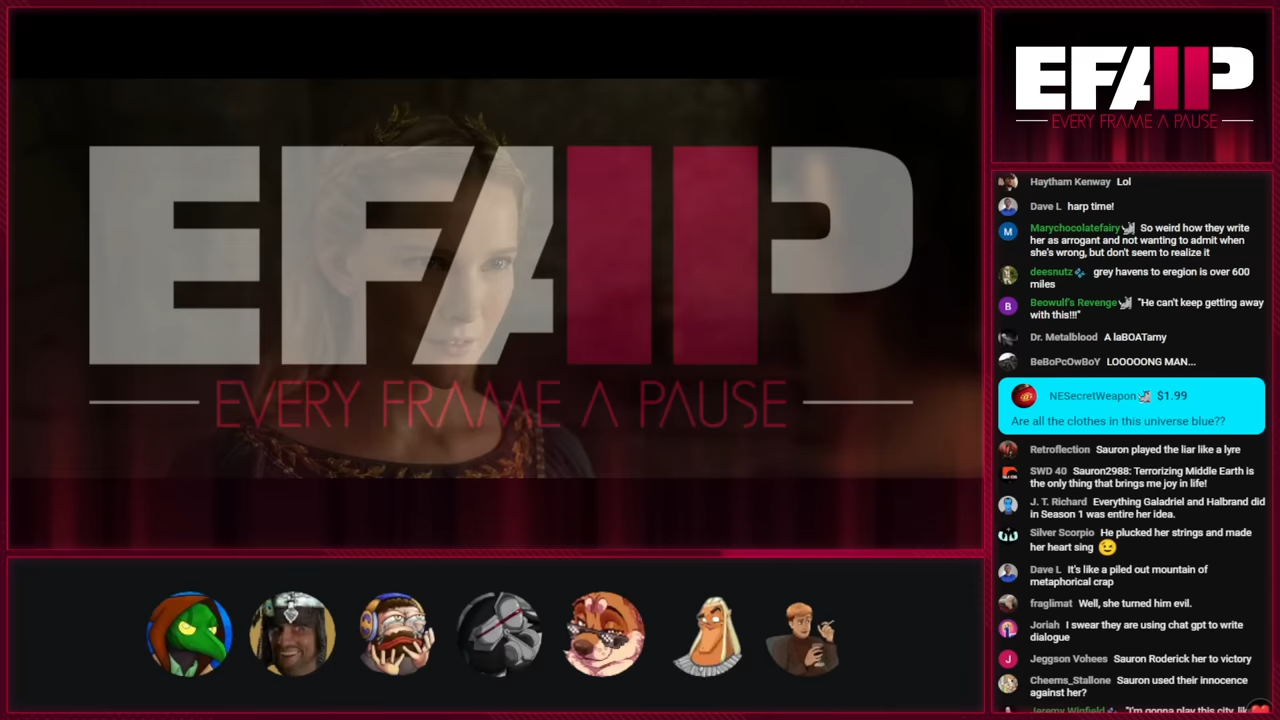 EFAP
EVERY FRAME A PAUSE
EFAP
EVERY FRAME A PAUSE
Haytham Kenway Lol
Dave L harp time!
Marychocolatefairy So weird how they write
her as arrogant and not wanting to admit when
she's wrong, but don't seem to realize it
deesnutz grey havens to eregion is over 600
miles
Beowulf's Revenge "He can't keep getting away
with this!!!"
Dr. Metalblood A laBOATamy
BeBoPcOwBoY LOOOOONG MAN...
NESecretWeapon $1.99
Are all the clothes in this universe blue??
Retroflection Sauron played the liar like a lyre
SWD 40 Sauron2988: Terrorizing Middle Earth is
the only thing that brings me joy in life!
J. T. Richard Everything Galadriel and Halbrand did
in Season 1 was entire her idea.
Silver Scorpio He plucked her strings and made
her heart sing 😉
Dave L It's like a piled out mountain of
metaphorical crap
fraglimat Well, she turned him evil.
Joriah I swear they are using chat gpt to write
dialogue
Jeggson Vohees Sauron Roderick her to victory
Cheems_Stallone Sauron used their innocence
against her?
Jeremy Wigfield "I'm gonna play this city, lik